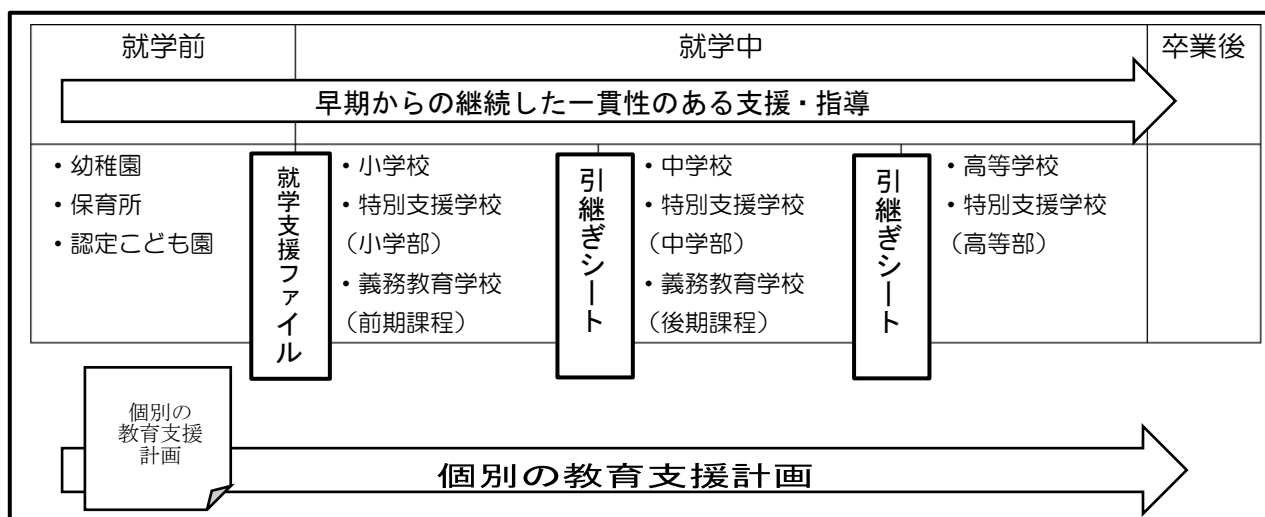 就学前
就学中
卒業後
早期からの継続した一貫性のある支援・指導
・幼稚園
・保育所
・認定こども園
就学支援ファイル
・小学校
・特別支援学校
（小学部）
・義務教育学校
（前期課程）
引継ぎシート
・中学校
・特別支援学校
（中学部）
・義務教育学校
（後期課程）
引継ぎシート
・高等学校
・特別支援学校
（高等部）
個別の
教育支援
計画
個別の教育支援計画